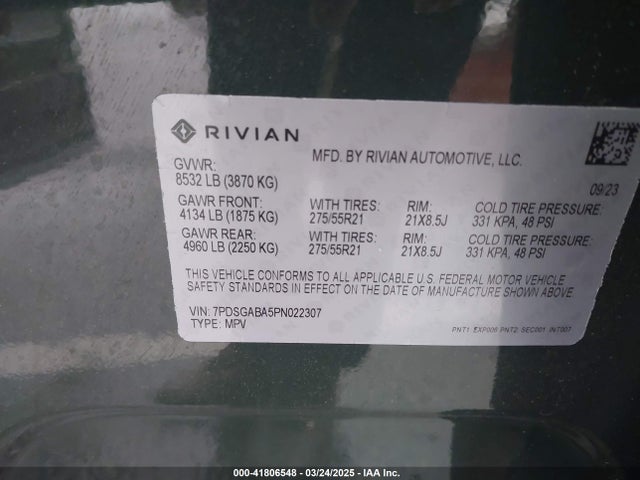 RIVIAN
MFD. BY RIVIAN AUTOMOTIVE, LLC.
GVWR:
8532 LB (3870 KG)
09/23
GAWR FRONT: WITH TIRES: RIM: COLD TIRE PRESSURE:
4134 LB (1875 KG) 275/55R21 21X8.5J 331 KPA, 48 PSI
GAWR REAR: WITH TIRES: RIM: COLD TIRE PRESSURE:
4960 LB (2250 KG) 275/55R21 21X8.5J 331 KPA, 48 PSI
THIS VEHICLE CONFORMS TO ALL APPLICABLE U.S. FEDERAL MOTOR VEHICLE
SAFETY STANDARDS IN EFFECT ON THE DATE OF MANUFACTURE SHOWN ABOVE.
VIN: 7PDSGABA5PN022307
TYPE: MPV
PNT1: EXP006 PNT2: SEC001 INT007
000-41806548 - 03/24/2025 - IAA Inc.